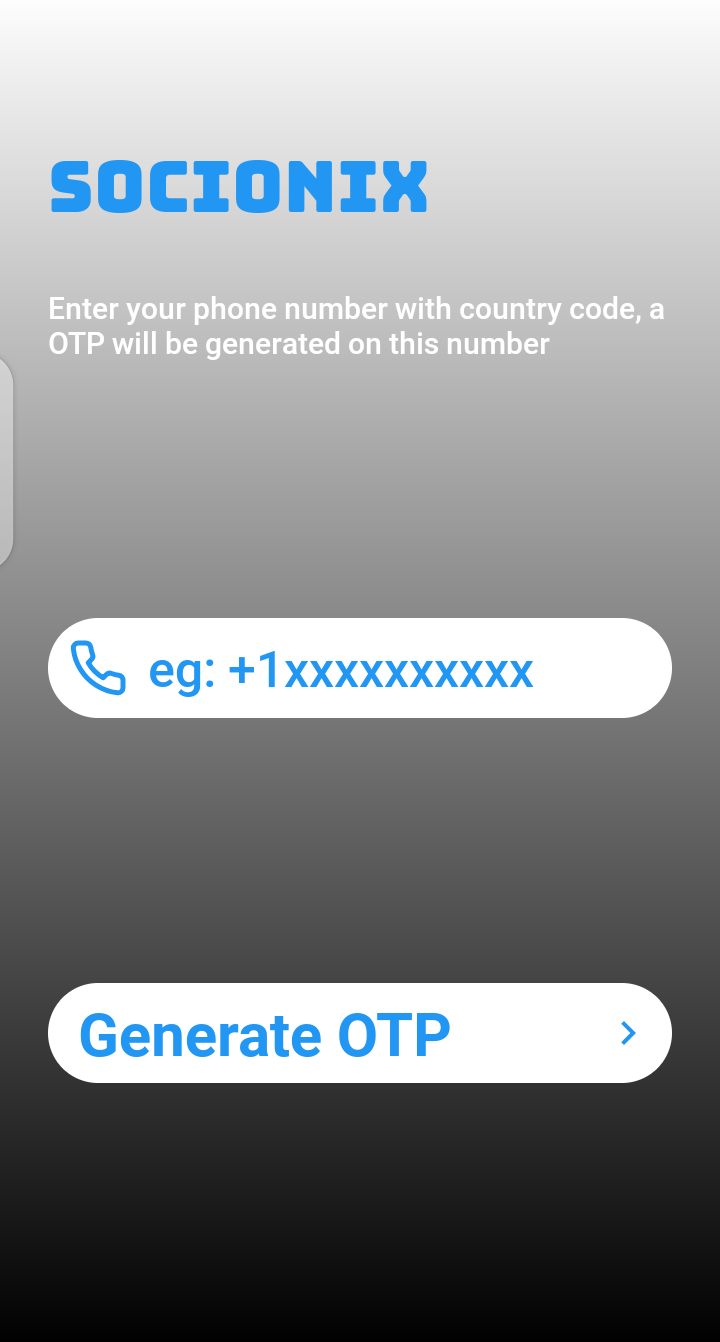 SOCIONIX
Enter your phone number with country code, a
OTP will be generated on this number
eg: +1xxxxxxxxxx
Generate OTP